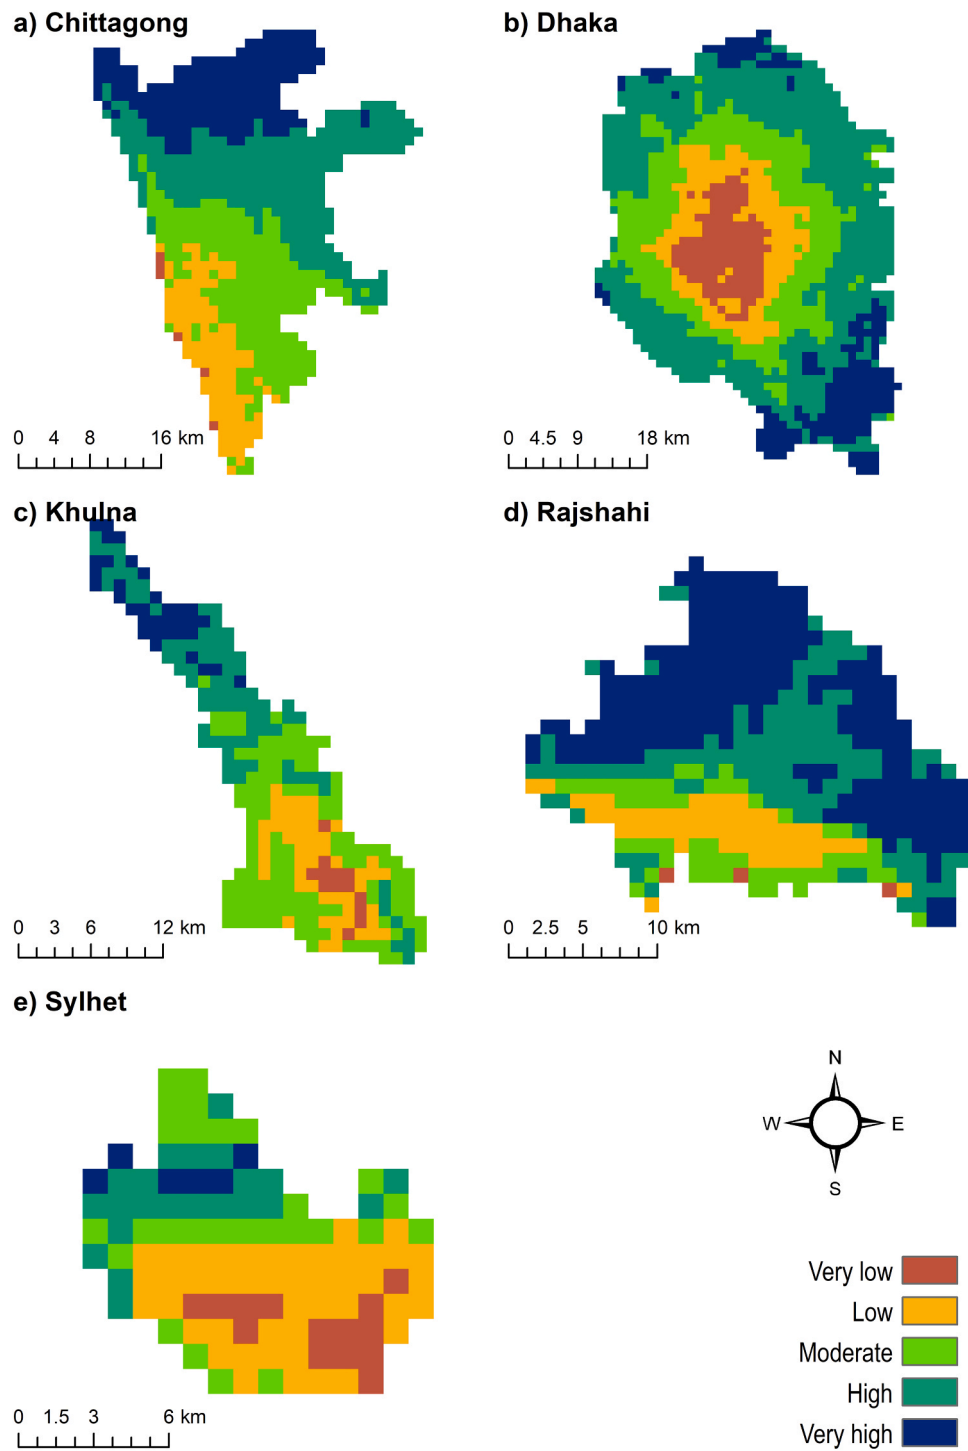 a) Chittagong
b) Dhaka
0 4 8 16 km
0 4.5 9 18 km
c) Khulna
d) Rajshahi
0 3 6 12 km
0 2.5 5 10 km
e) Sylhet
N
W E
S
Very low
Low
Moderate
High
Very high
0 1.5 3 6 km